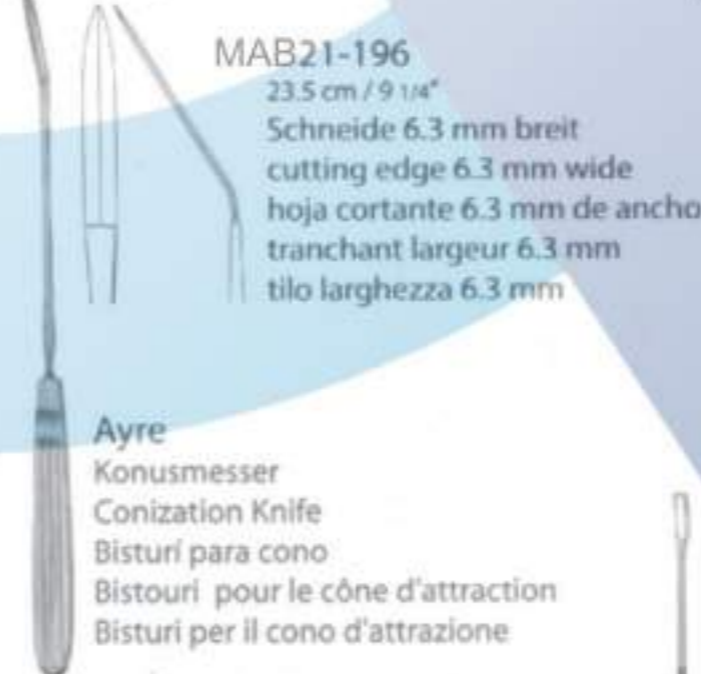 MAB21-196
23.5 cm / 9 1/4"
Schneide 6.3 mm breit
cutting edge 6.3 mm wide
hoja cortante 6.3 mm de ancho
tranchant largeur 6.3 mm
tilo larghezza 6.3 mm
Ayre
Konusmesser
Conization Knife
Bisturí para cono
Bistouri pour le cône d'attraction
Bisturi per il cono d'attrazione